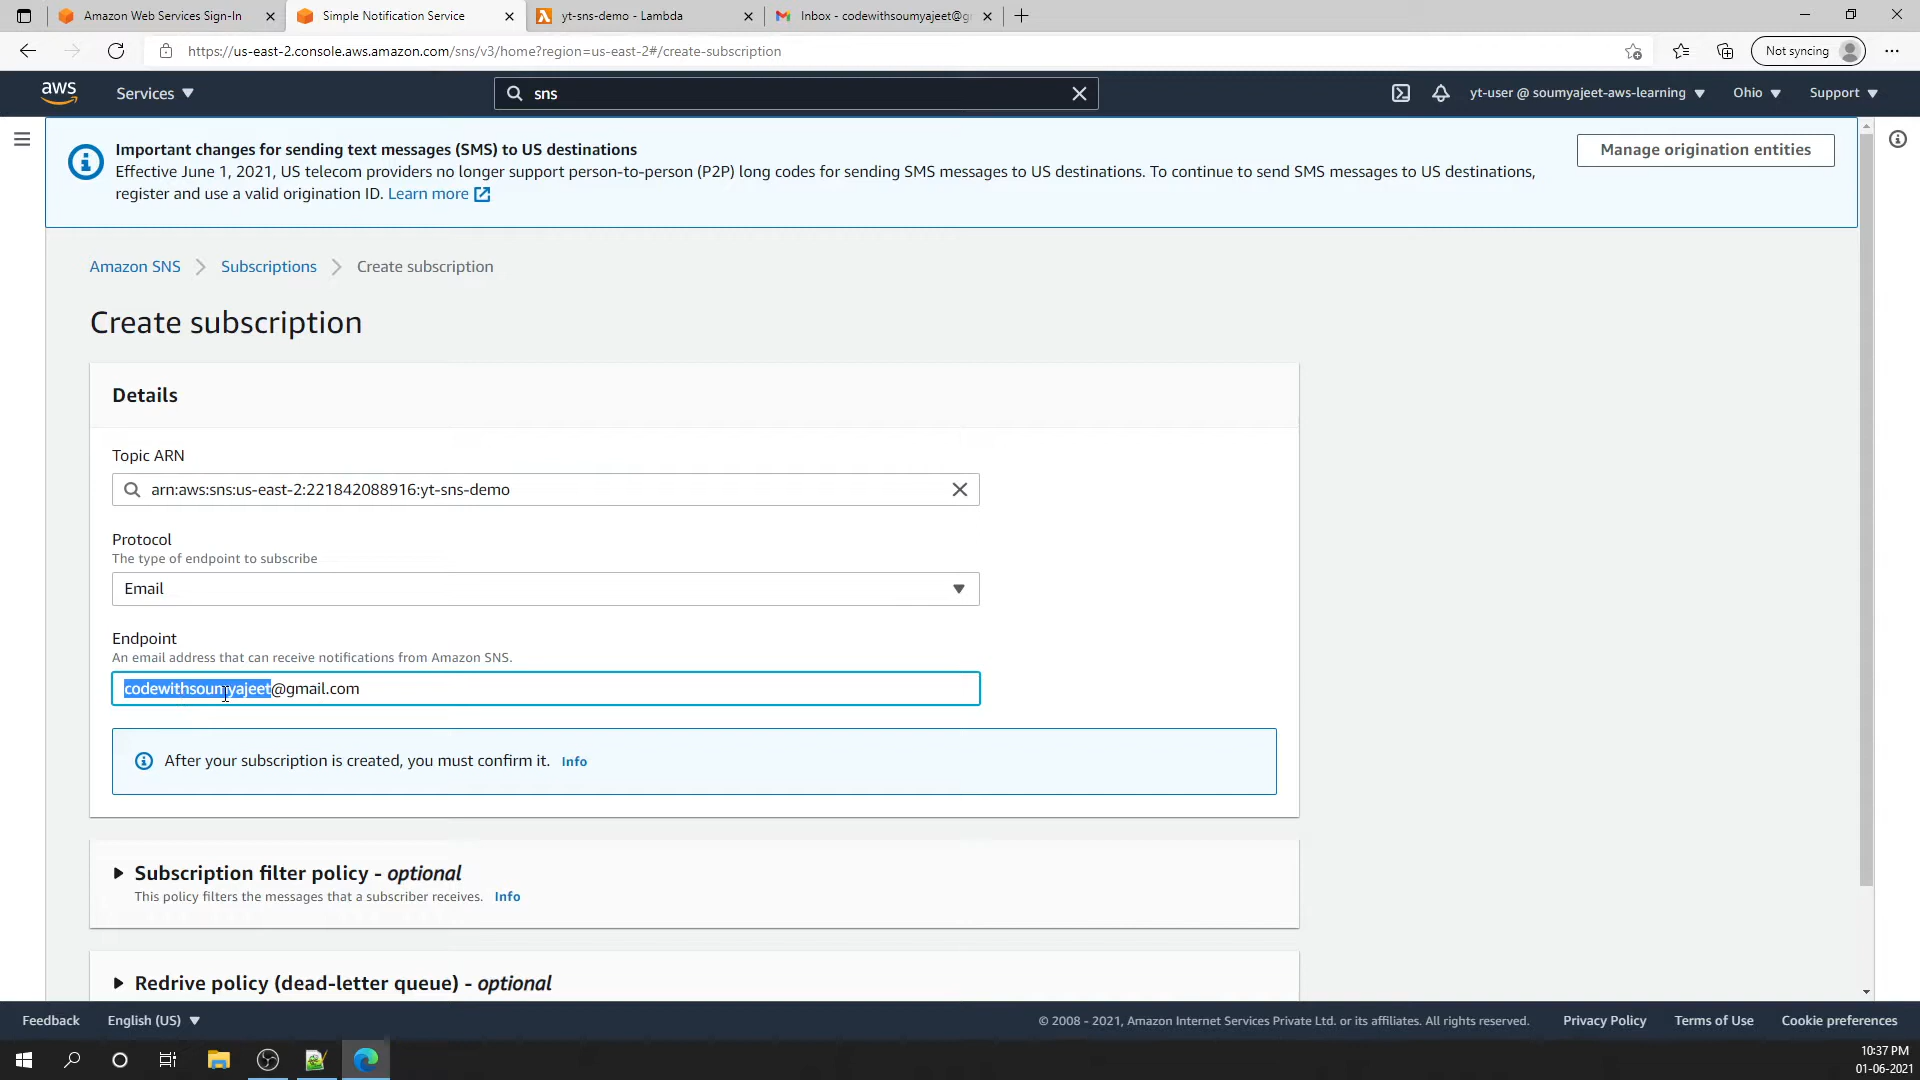 Amazon Web Services Sign-In
Simple Notification Service
yt-sns-demo - Lambda
Inbox - codewithsoumyajeet@g
https://us-east-2.console.aws.amazon.com/sns/v3/home?region=us-east-2#/create-subscription
Not syncing
aws
Services
sns
yt-user @ soumyajeet-aws-learning
Ohio
Support
Important changes for sending text messages (SMS) to US destinations
Effective June 1, 2021, US telecom providers no longer support person-to-person (P2P) long codes for sending SMS messages to US destinations. To continue to send SMS messages to US destinations,
register and use a valid origination ID. Learn more
Manage origination entities
Amazon SNS
Subscriptions
Create subscription
Create subscription
Details
Topic ARN
arn:aws:sns:us-east-2:221842088916:yt-sns-demo
Protocol
The type of endpoint to subscribe
Email
Endpoint
An email address that can receive notifications from Amazon SNS.
codewithsoumyajeet@gmail.com
After your subscription is created, you must confirm it. Info
Subscription filter policy - optional
This policy filters the messages that a subscriber receives. Info
Redrive policy (dead-letter queue) - optional
Feedback
English (US)
© 2008 - 2021, Amazon Internet Services Private Ltd. or its affiliates. All rights reserved.
Privacy Policy
Terms of Use
Cookie preferences
10:37 PM
01-06-2021